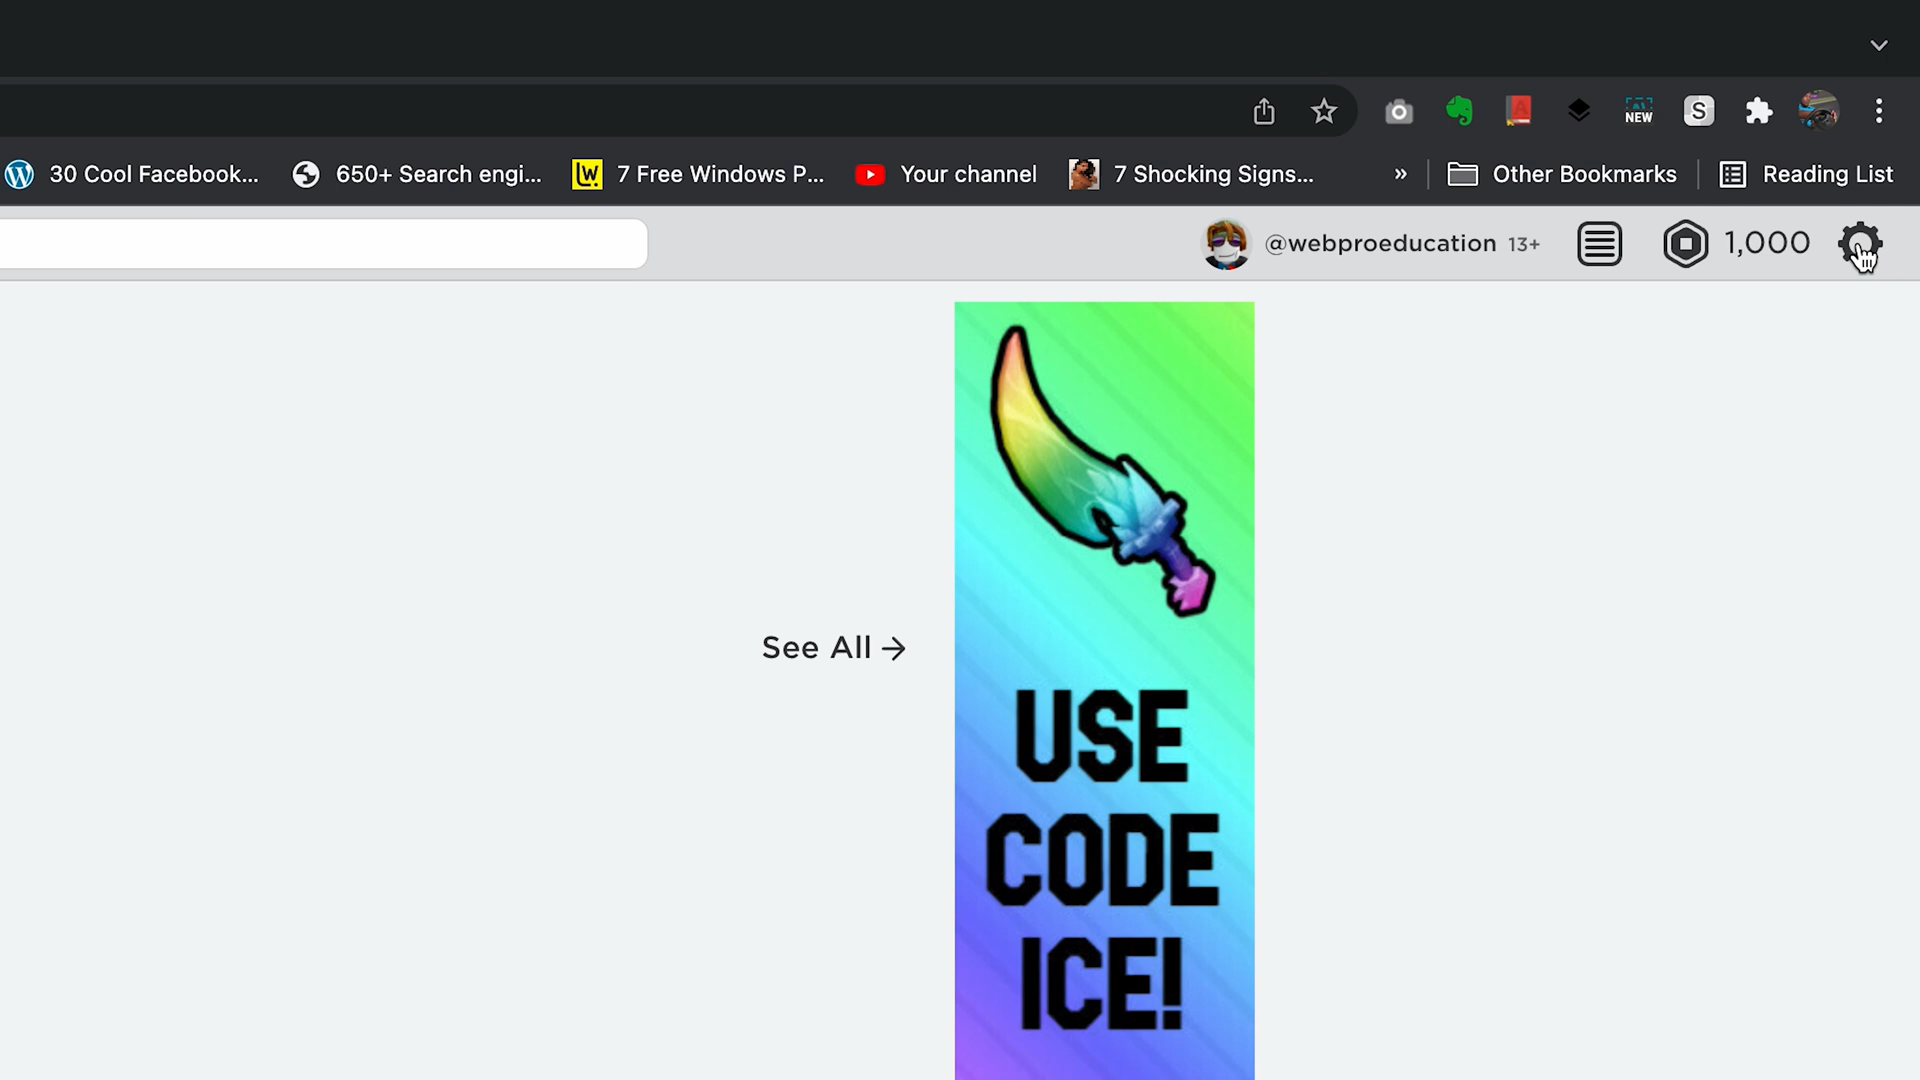 NEW
S
30 Cool Facebook...
650+ Search engi...
LW.
7 Free Windows P...
Your channel
7 Shocking Signs...
»
Other Bookmarks
Reading List
@webproeducation 13+
1,000
See All →
USE
CODE
ICE!